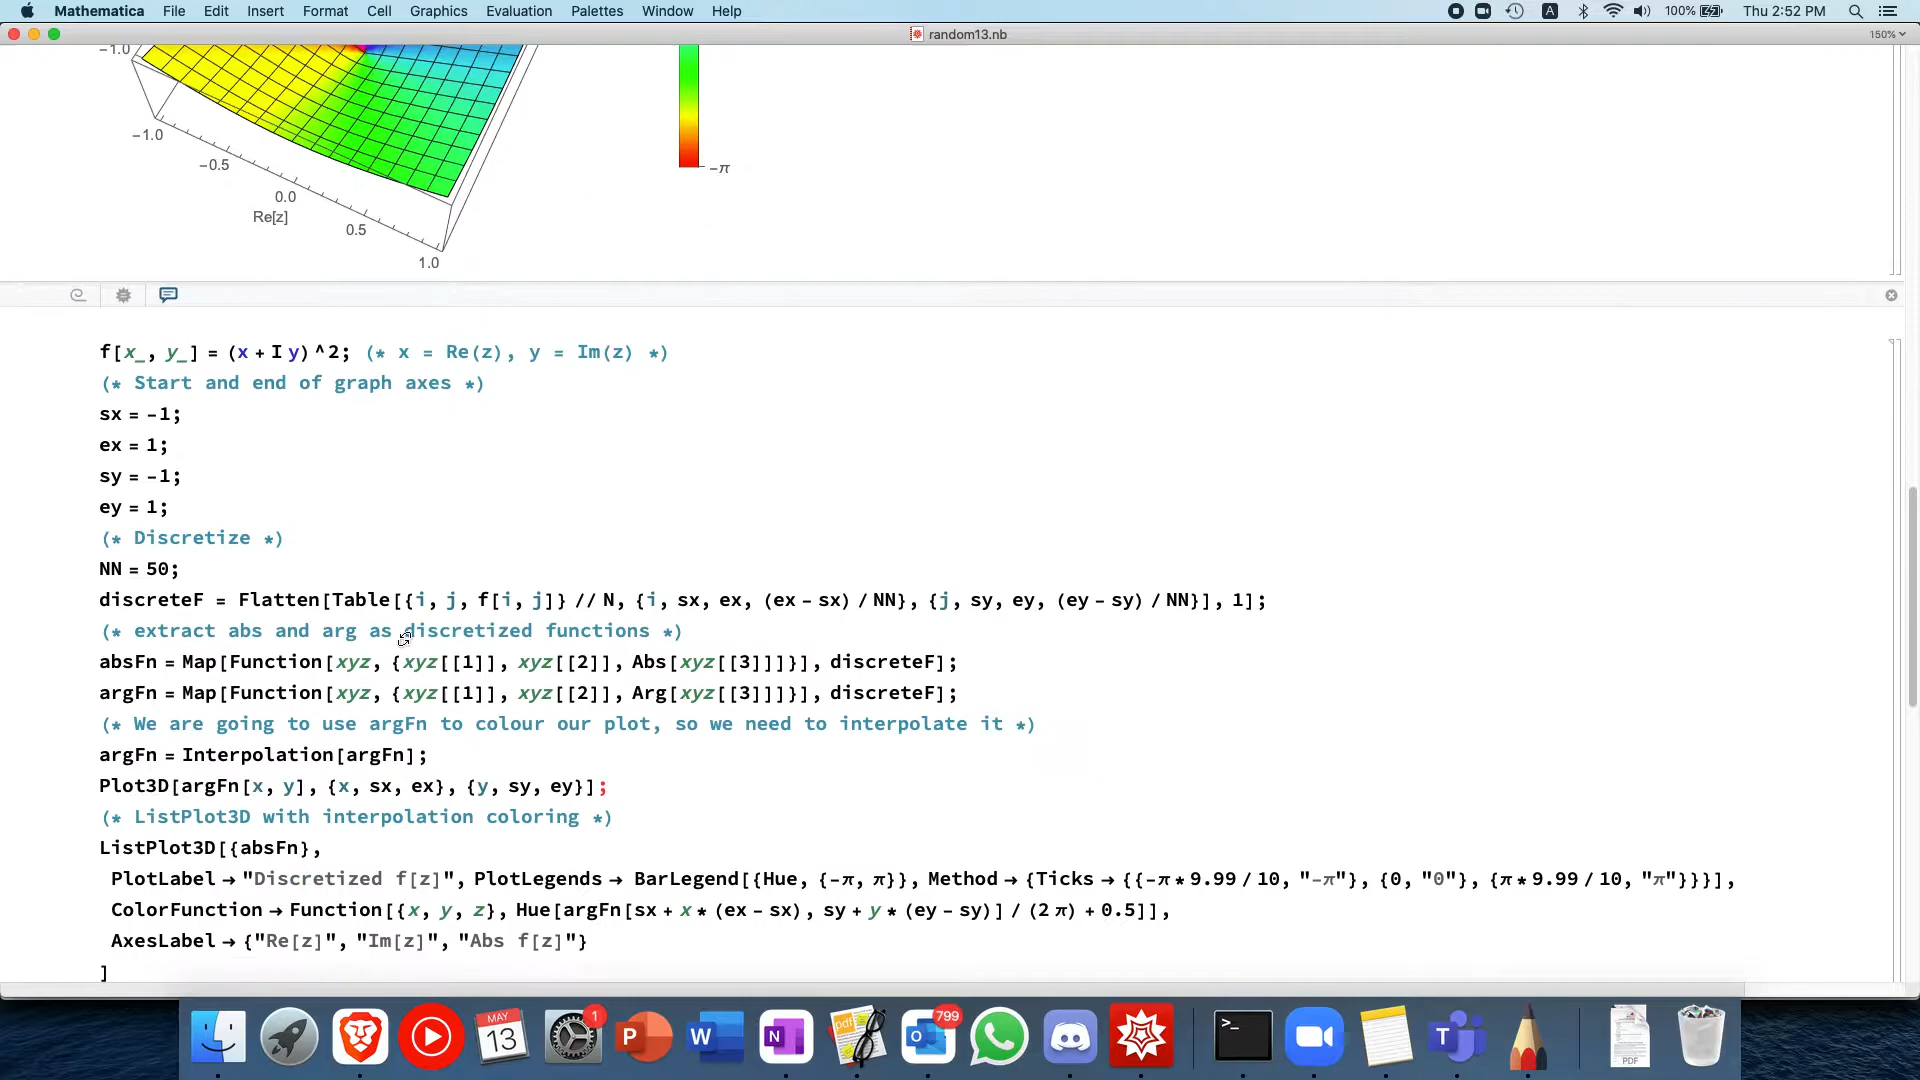 Mathematica File Edit Insert Format Cell Graphics Evaluation Palettes Window Help 100% Thu 2:52 PM
random13.nb 150%
-1.0
-1.0
-π
-0.5
0.0
Re[z]
0.5
1.0
f[x_, y_] = (x + I y)^2; (* x = Re(z), y = Im(z) *)
(* Start and end of graph axes *)
sx = -1;
ex = 1;
sy = -1;
ey = 1;
(* Discretize *)
NN = 50;
discreteF = Flatten[Table[{i, j, f[i, j]} // N, {i, sx, ex, (ex - sx) / NN}, {j, sy, ey, (ey - sy) / NN}], 1];
(* extract abs and arg as discretized functions *)
absFn = Map[Function[xyz, {xyz[[1]], xyz[[2]], Abs[xyz[[3]]]}], discreteF];
argFn = Map[Function[xyz, {xyz[[1]], xyz[[2]], Arg[xyz[[3]]]}], discreteF];
(* We are going to use argFn to colour our plot, so we need to interpolate it *)
argFn = Interpolation[argFn];
Plot3D[argFn[x, y], {x, sx, ex}, {y, sy, ey}];
(* ListPlot3D with interpolation coloring *)
ListPlot3D[{absFn},
PlotLabel → "Discretized f[z]", PlotLegends → BarLegend[{Hue, {-π, π}}, Method → {Ticks → {{-π * 9.99 / 10, "-π"}, {0, "0"}, {π * 9.99 / 10, "π"}}}],
ColorFunction → Function[{x, y, z}, Hue[argFn[sx + x * (ex - sx), sy + y * (ey - sy)] / (2 π) + 0.5]],
AxesLabel → {"Re[z]", "Im[z]", "Abs f[z]"}
]
MAY
13
1
P
W
N
pdf
O
799
>_
T
PDF